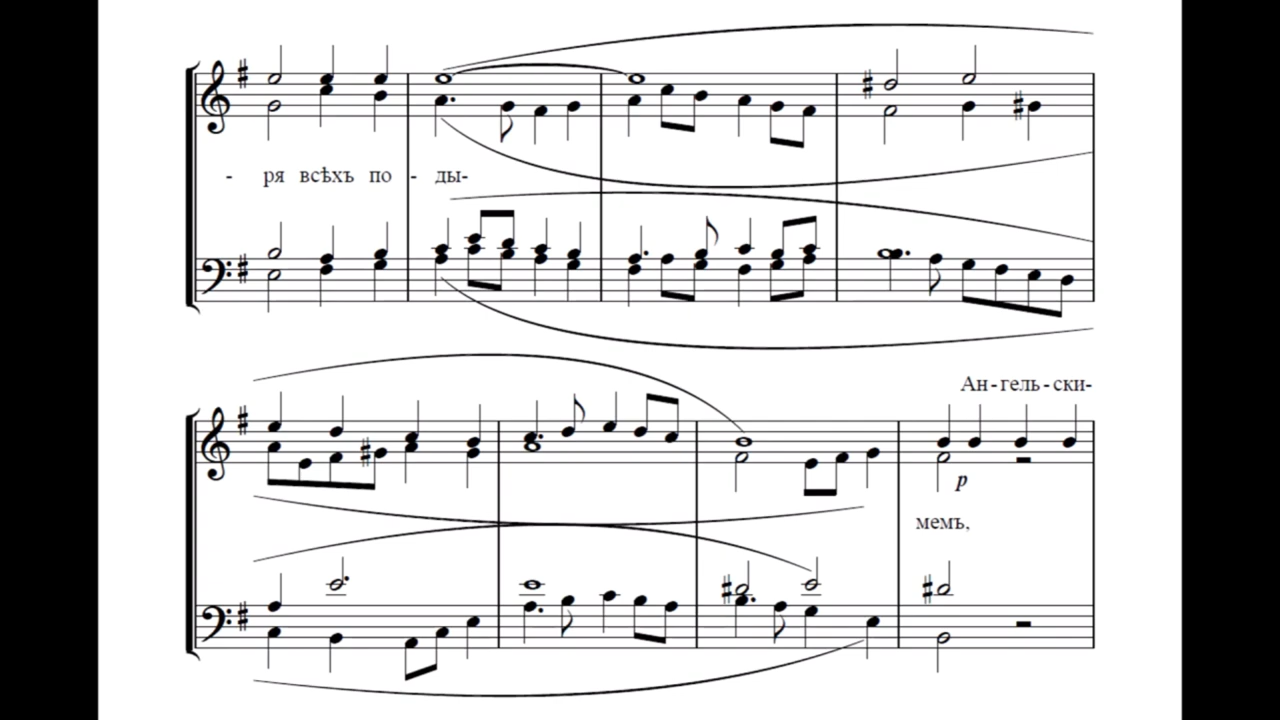 - ря всѣхъ по - ды-
Ан-гель-ски-
p
мемъ,